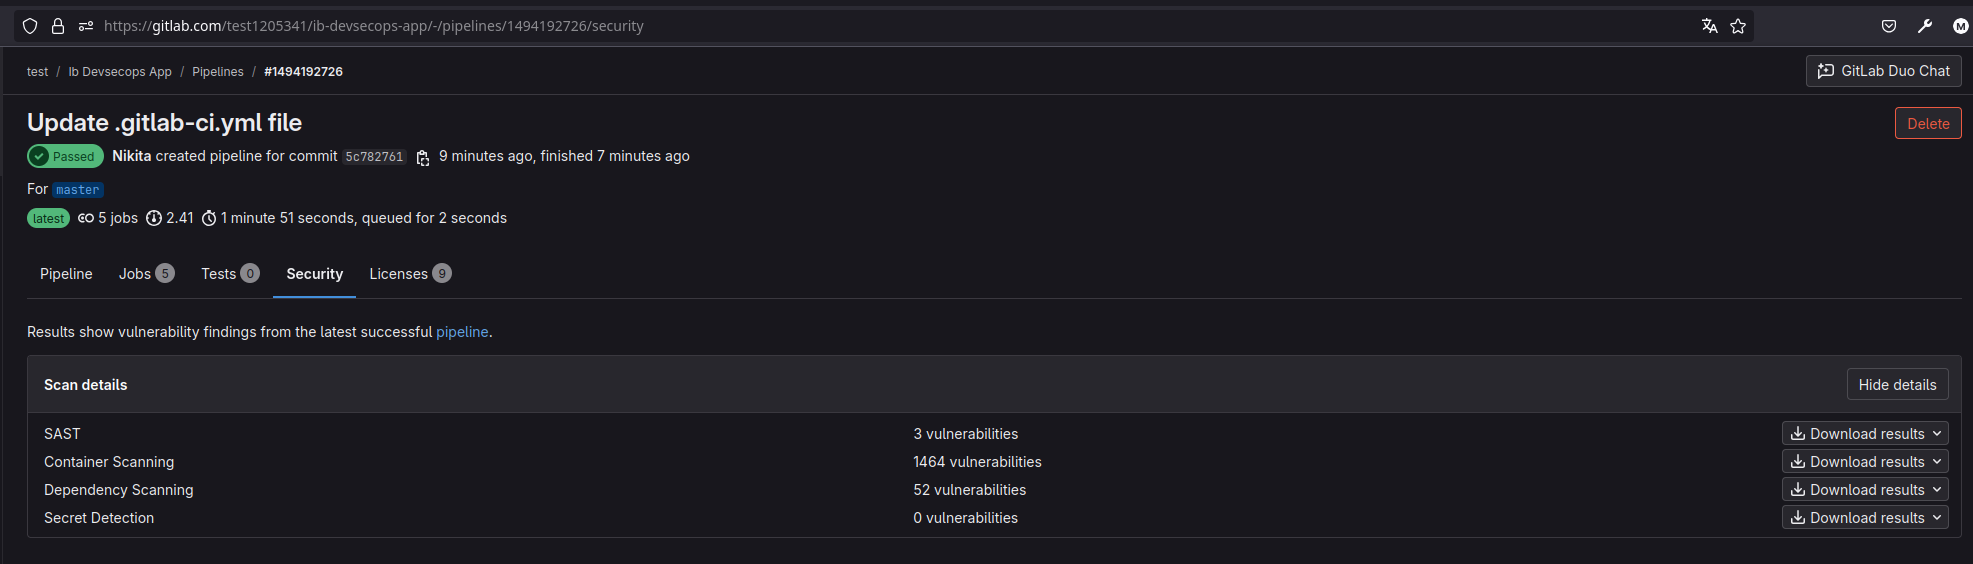 https://gitlab.com/test1205341/ib-devsecops-app/-/pipelines/1494192726/security
M
test / Ib Devsecops App / Pipelines / #1494192726
GitLab Duo Chat
Update .gitlab-ci.yml file
Delete
Passed Nikita created pipeline for commit 5c782761 9 minutes ago, finished 7 minutes ago
For master
latest 5 jobs 2.41 1 minute 51 seconds, queued for 2 seconds
Pipeline Jobs 5 Tests 0 Security Licenses 9
Results show vulnerability findings from the latest successful pipeline.
Scan details Hide details
SAST 3 vulnerabilities Download results
Container Scanning 1464 vulnerabilities Download results
Dependency Scanning 52 vulnerabilities Download results
Secret Detection 0 vulnerabilities Download results